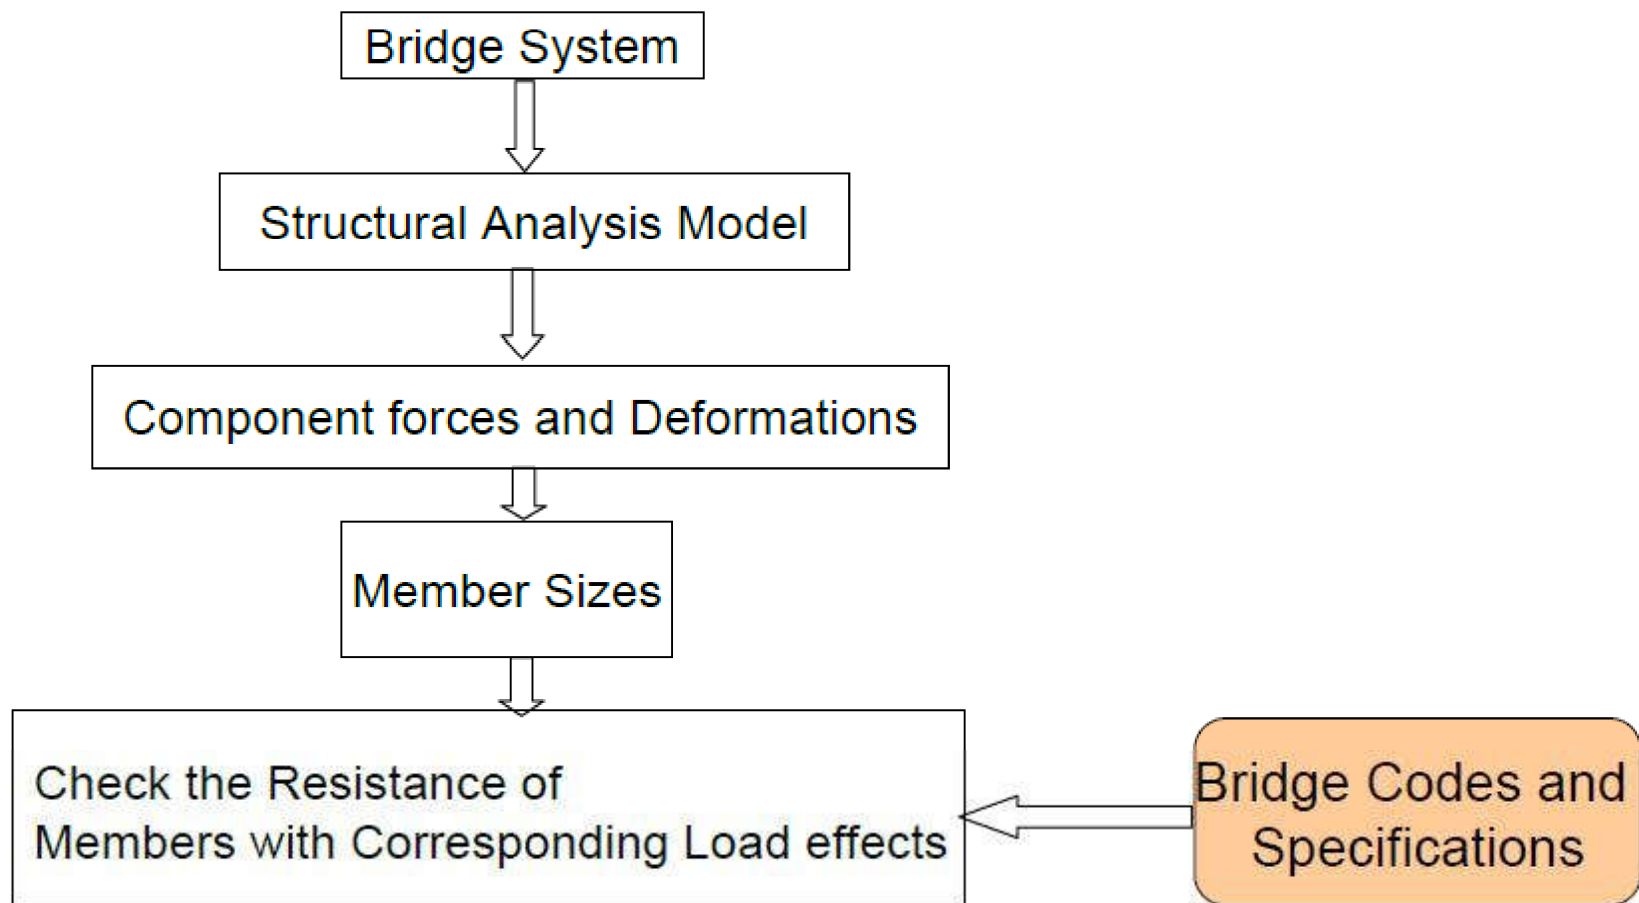 Bridge System
Structural Analysis Model
Component forces and Deformations
Member Sizes
Check the Resistance of
Members with Corresponding Load effects
Bridge Codes and
Specifications